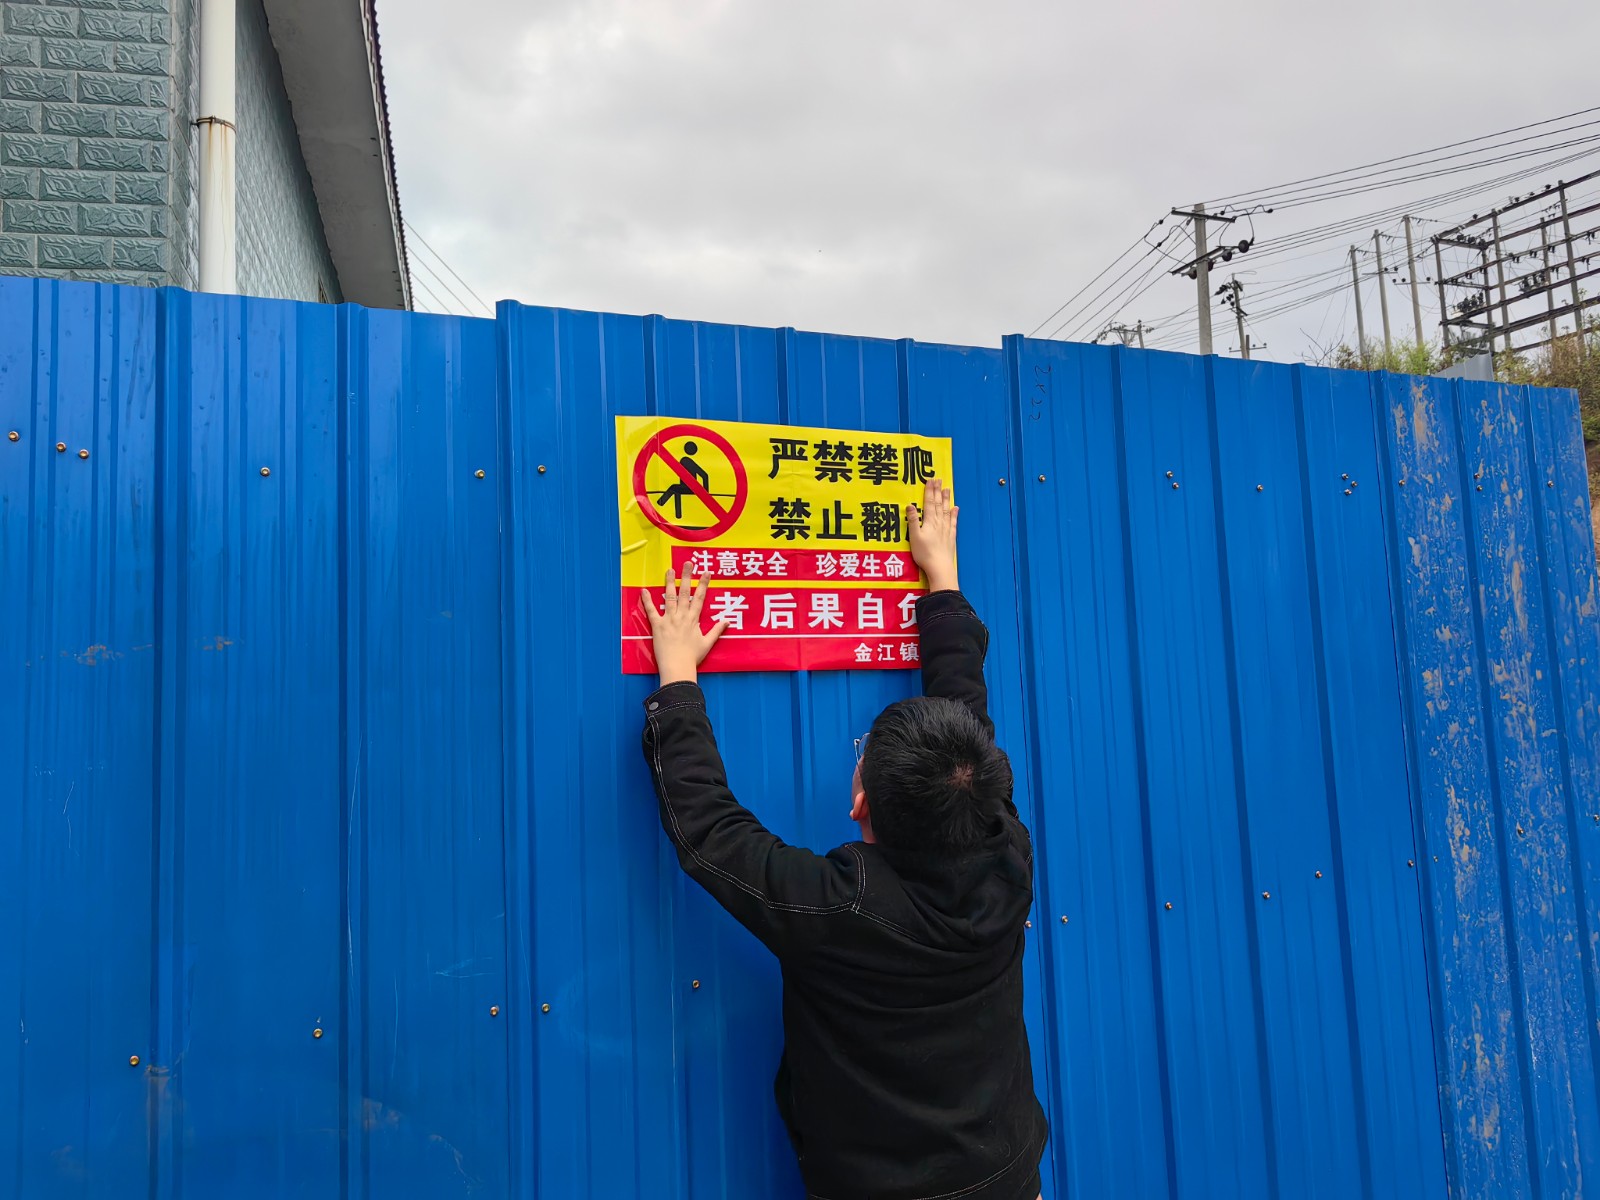 严禁攀爬
禁止翻
注意安全 珍爱生命
者后果自负
金江镇